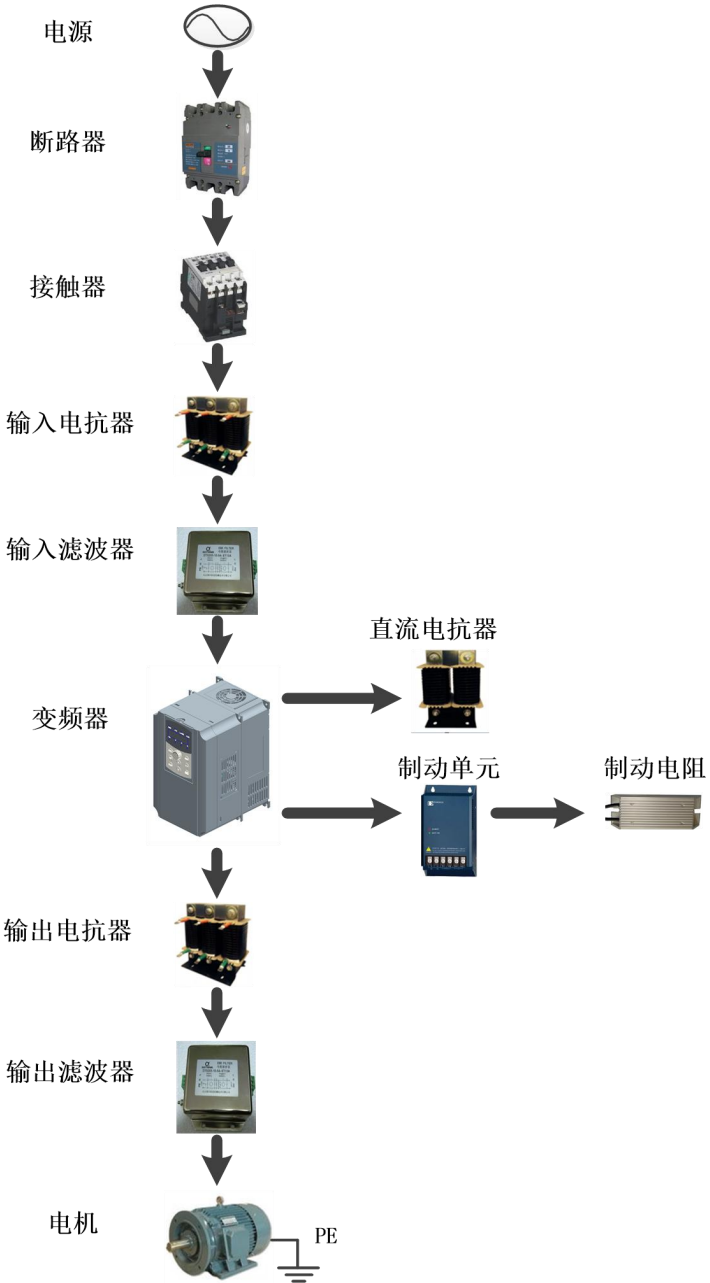 电源
断路器
接触器
输入电抗器
输入滤波器
直流电抗器
变频器
制动单元
制动电阻
输出电抗器
输出滤波器
电机
PE